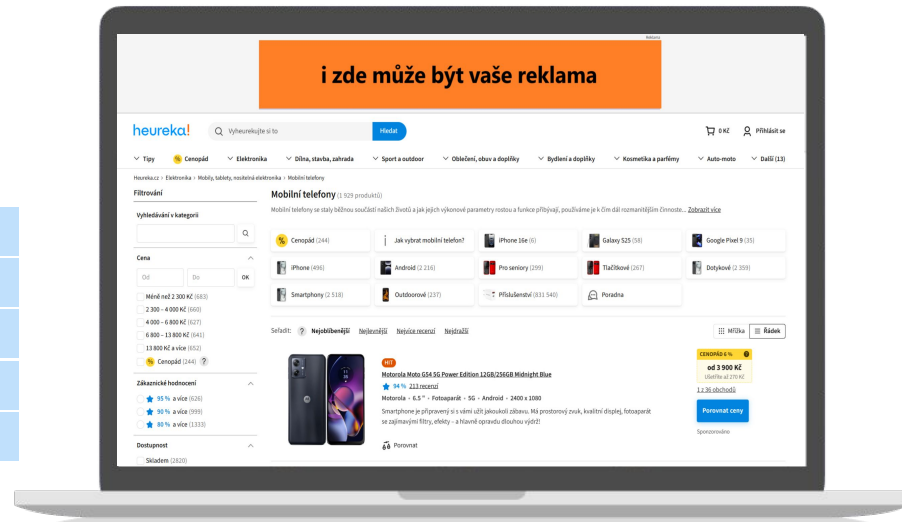 Reklama
i zde může být vaše reklama
heureka!
Vyheurekujte si to
Hledat
0 Kč
Přihlásit se
Tipy
% Cenopád
Elektronika
Dílna, stavba, zahrada
Sport a outdoor
Oblečení, obuv a doplňky
Bydlení a doplňky
Kosmetika a parfémy
Auto-moto
Další (13)
Heureka.cz › Elektronika › Mobily, tablety, nositelná elektronika › Mobilní telefony
Filtrování
Vyhledávání v kategorii
Cena
Od
Do
OK
Méně než 2 300 Kč (683)
2 300 – 4 000 Kč (660)
4 000 – 6 800 Kč (627)
6 800 – 13 800 Kč (641)
13 800 Kč a více (652)
% Cenopád (244) ?
Zákaznické hodnocení
95 % a více (626)
90 % a více (999)
80 % a více (1333)
Dostupnost
Skladem (2820)
Mobilní telefony (1 929 produktů)
Mobilní telefony se staly běžnou součástí našich životů a jak jejich výkonové parametry rostou a funkce přibývají, používáme je k čím dál rozmanitějším činnoste... Zobrazit více
% Cenopád (244)
Jak vybrat mobilní telefon?
iPhone 16e (6)
Galaxy S25 (58)
Google Pixel 9 (35)
iPhone (496)
Android (2 216)
Pro seniory (299)
Tlačítkové (267)
Dotykové (2 359)
Smartphony (2 518)
Outdoorové (237)
Příslušenství (831 540)
Poradna
Seřadit: ? Nejoblíbenější Nejlevnější Nejvíce recenzí Nejdražší
Mřížka
Řádek
HIT
Motorola Moto G54 5G Power Edition 12GB/256GB Midnight Blue
94 % 213 recenzí
Motorola • 6.5 " • Fotoaparát • 5G • Android • 2400 x 1080
Smartphone je připravený si s vámi užít jakoukoli zábavu. Má prostorový zvuk, kvalitní displej, fotoaparát
se zajímavými filtry, efekty – a hlavně opravdu dlouhou výdrž!
Porovnat
CENOPÁD 6 % ?
od 3 900 Kč
Ušetříte až 270 Kč
1 z 36 obchodů
Porovnat ceny
Sponzorováno